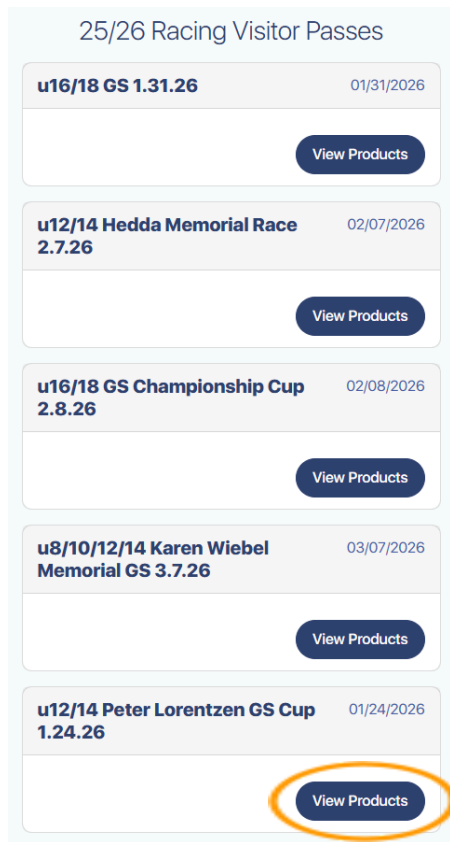 25/26 Racing Visitor Passes
u16/18 GS 1.31.26 01/31/2026
View Products
u12/14 Hedda Memorial Race 02/07/2026
2.7.26
View Products
u16/18 GS Championship Cup 02/08/2026
2.8.26
View Products
u8/10/12/14 Karen Wiebel 03/07/2026
Memorial GS 3.7.26
View Products
u12/14 Peter Lorentzen GS Cup 01/24/2026
1.24.26
View Products